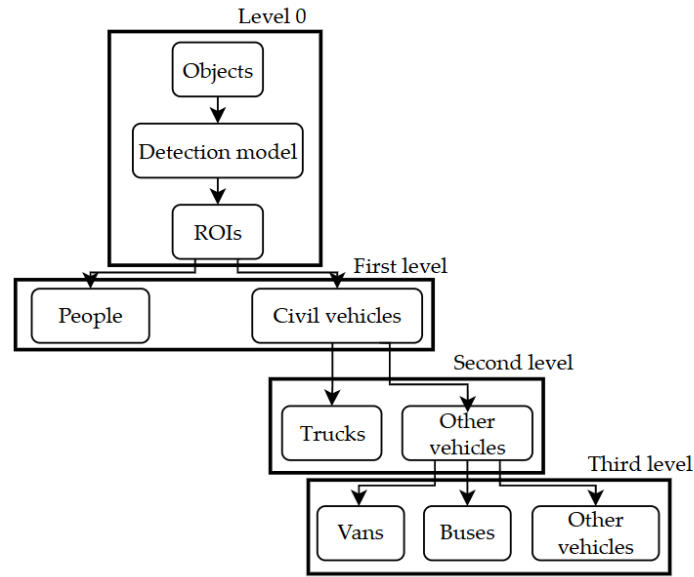 Level 0
Objects
Detection model
ROIs
First level
People
Civil vehicles
Second level
Trucks
Other
vehicles
Third level
Vans
Buses
Other
vehicles